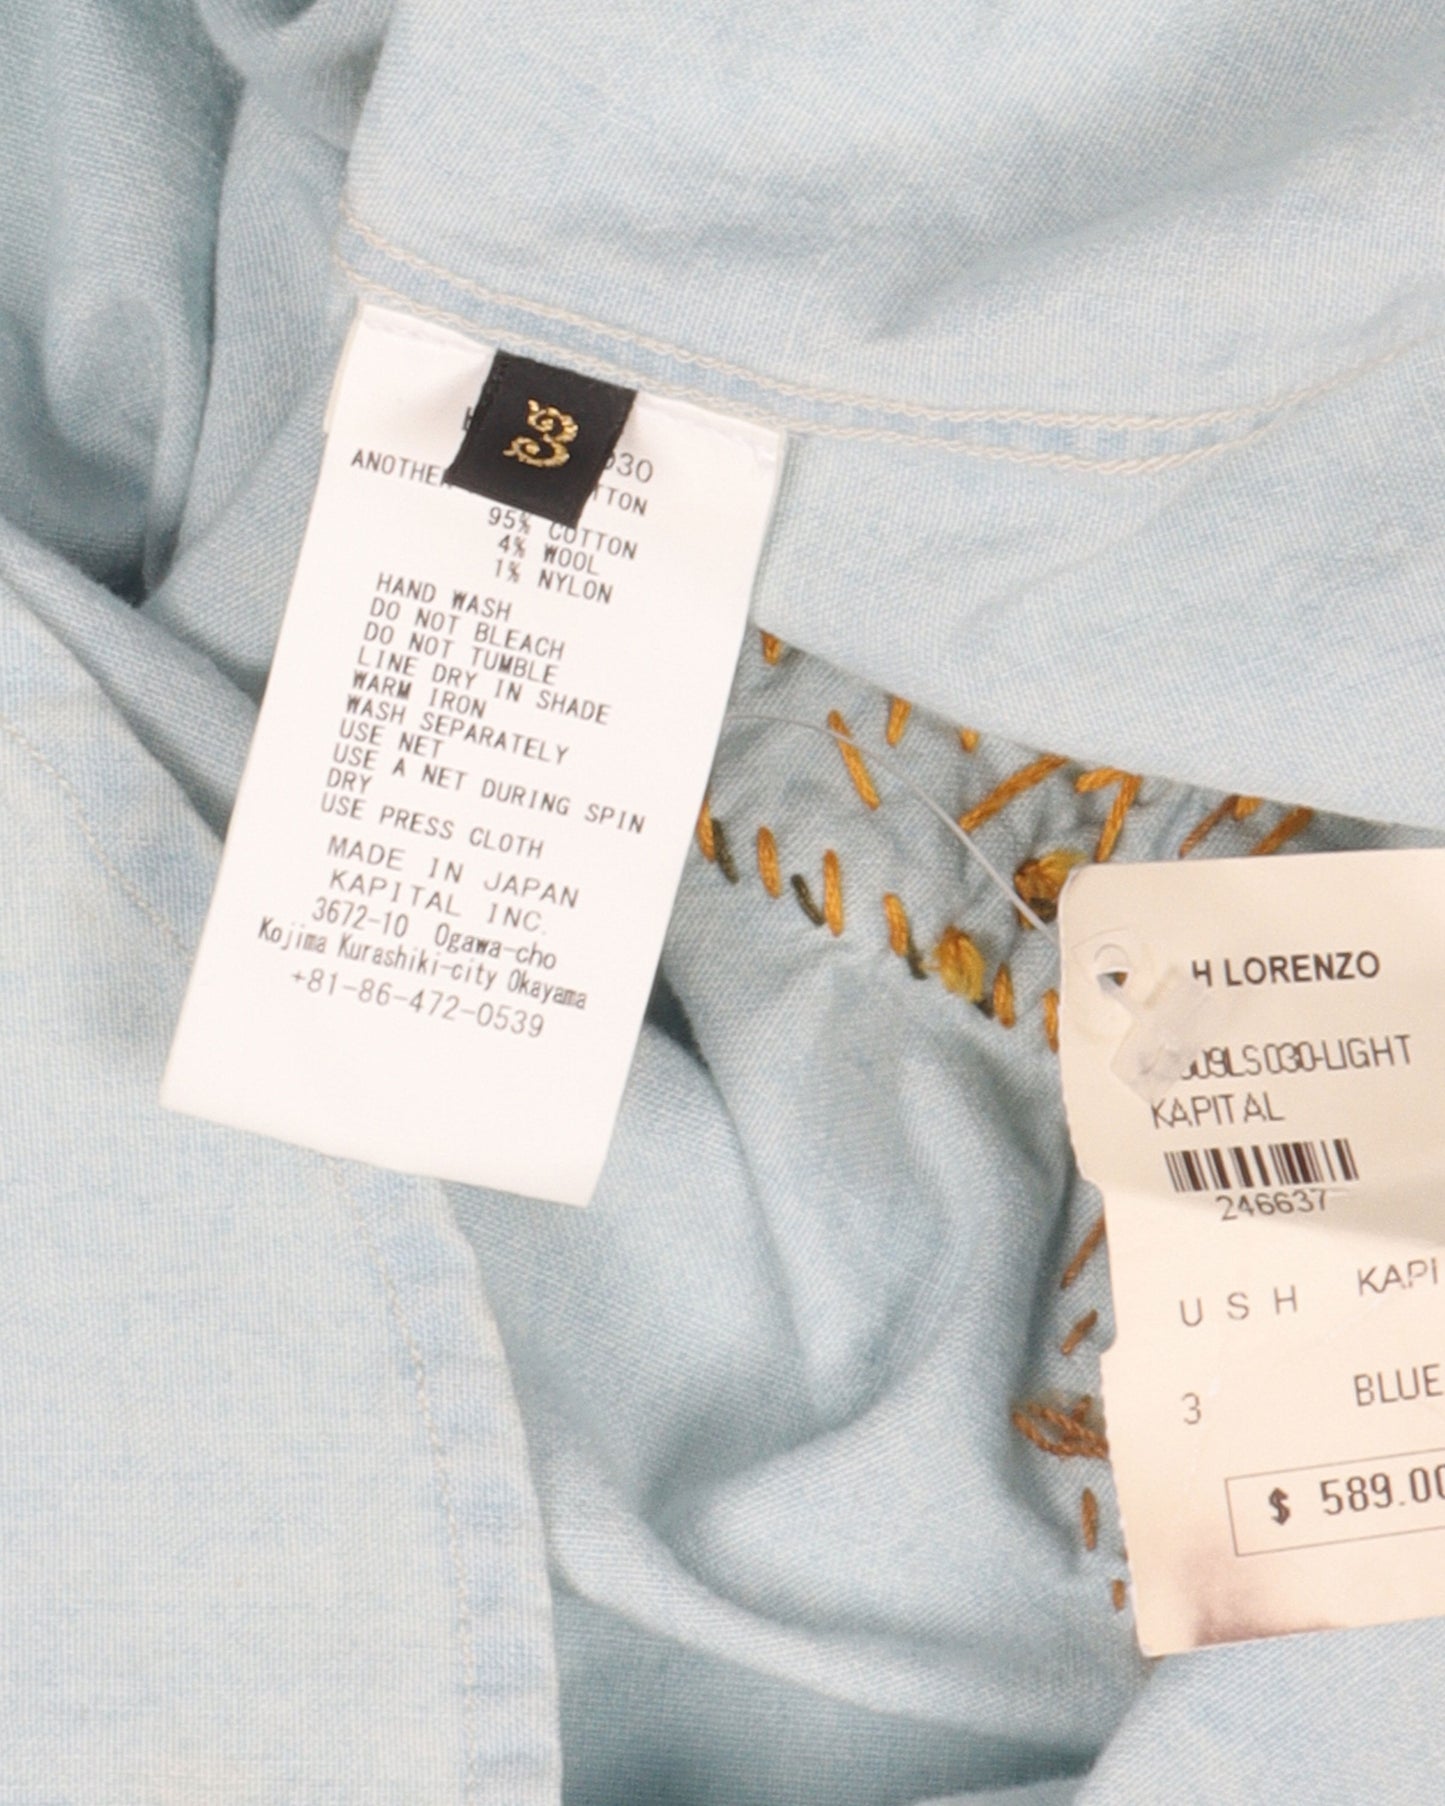 3
030
ANOTHER TTON
95% COTTON
4% WOOL
1% NYLON
HAND WASH
DO NOT BLEACH
DO NOT TUMBLE
LINE DRY IN SHADE
WARM IRON
WASH SEPARATELY
USE NET
USE A NET DURING SPIN
DRY
USE PRESS CLOTH
MADE IN JAPAN
KAPITAL INC.
3672-10 Ogawa-cho
Kojima Kurashiki-city Okayama
+81-86-472-0539
H LORENZO
09LS030-LIGHT
KAPITAL
246637
U S H KAPI
3 BLUE
$ 589.00